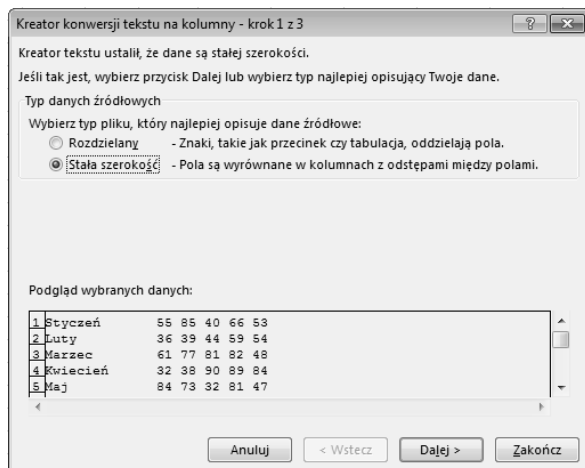 Kreator konwersji tekstu na kolumny - krok 1 z 3
Kreator tekstu ustalił, że dane są stałej szerokości.
Jeśli tak jest, wybierz przycisk Dalej lub wybierz typ najlepiej opisujący Twoje dane.
Typ danych źródłowych
Wybierz typ pliku, który najlepiej opisuje dane źródłowe:
Rozdzielany - Znaki, takie jak przecinek czy tabulacja, oddzielają pola.
Stała szerokość - Pola są wyrównane w kolumnach z odstępami między polami.
Podgląd wybranych danych:
1 Styczeń 55 85 40 66 53
2 Luty 36 39 44 59 54
3 Marzec 61 77 81 82 48
4 Kwiecień 32 38 90 89 84
5 Maj 84 73 32 81 47
Anuluj < Wstecz Dalej > Zakończ